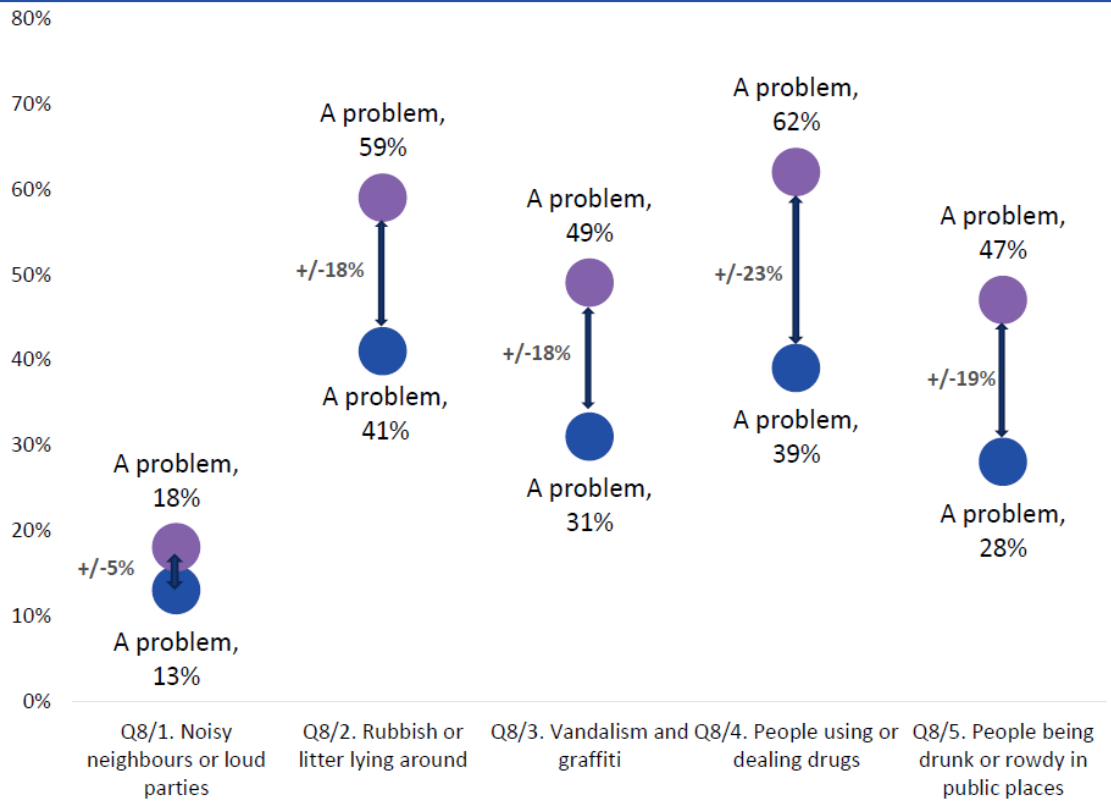 80%
70%
60%
50%
40%
30%
20%
10%
0%
A problem,
18%
+/-5%
A problem,
13%
A problem,
59%
+/-18%
A problem,
41%
A problem,
49%
+/-18%
A problem,
31%
A problem,
62%
+/-23%
A problem,
39%
A problem,
47%
+/-19%
A problem,
28%
Q8/1. Noisy
neighbours or loud
parties
Q8/2. Rubbish or
litter lying around
Q8/3. Vandalism and
graffiti
Q8/4. People using or
dealing drugs
Q8/5. People being
drunk or rowdy in
public places